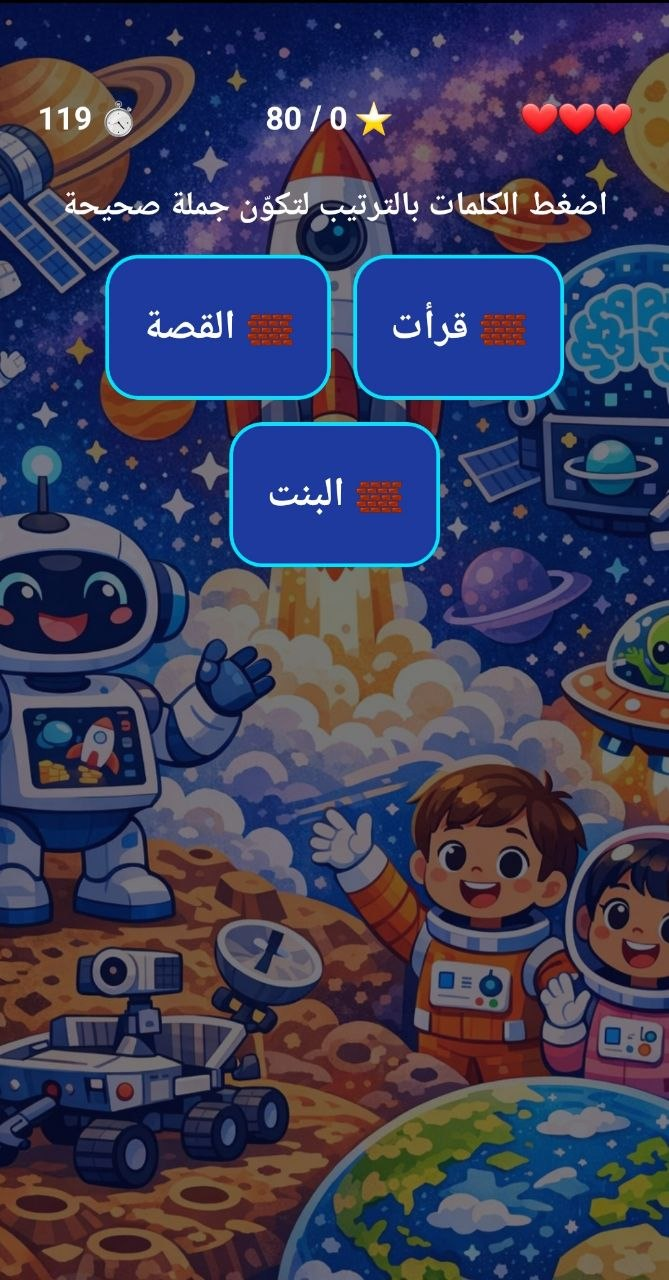 119 ⏱ 80 / 0 ⭐ ❤❤❤
اضغط الكلمات بالترتيب لتكوّن جملة صحيحة
🧱 قرأت
🧱 القصة
🧱 البنت